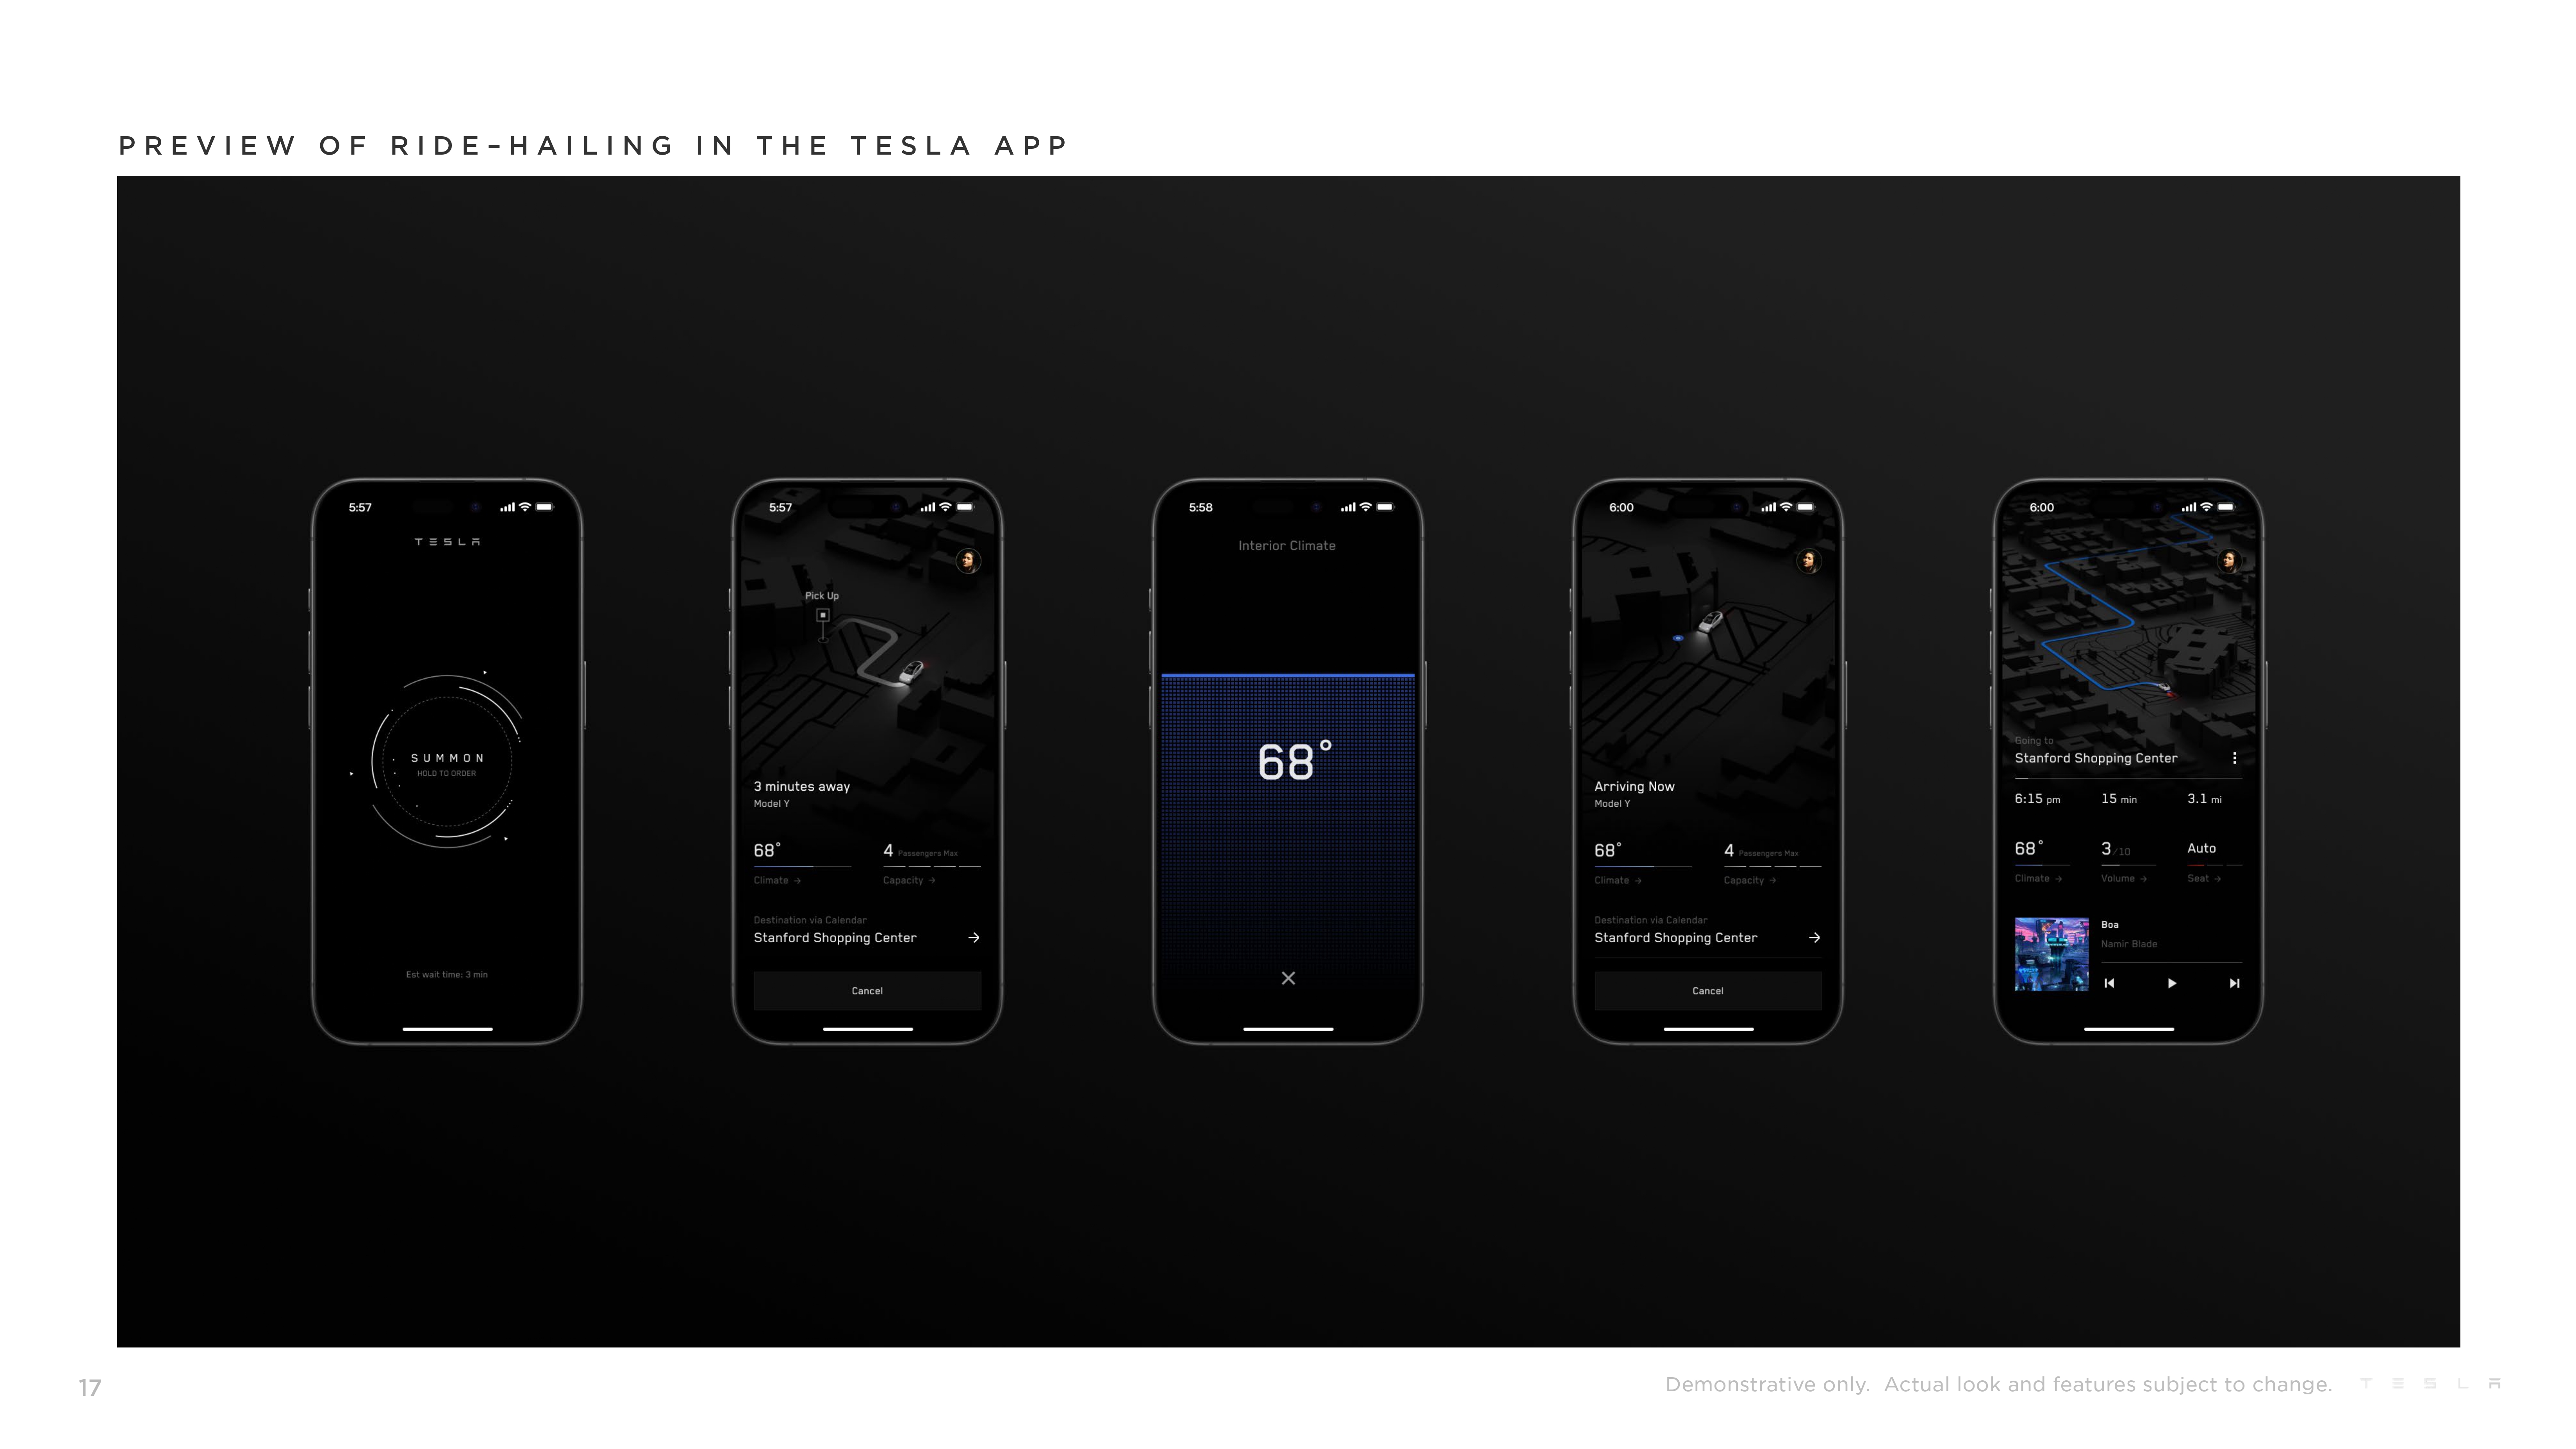 PREVIEW OF RIDE-HAILING IN THE TESLA APP
5:57
TESLA
SUMMON
HOLD TO ORDER
Est wait time: 3 min
5:57
Pick Up
3 minutes away
Model Y
68°
4 Passengers Max
Climate →
Capacity →
Destination via Calendar
Stanford Shopping Center →
Cancel
5:58
Interior Climate
68°
6:00
Arriving Now
Model Y
68°
4 Passengers Max
Climate →
Capacity →
Destination via Calendar
Stanford Shopping Center →
Cancel
6:00
Going to
Stanford Shopping Center
6:15 pm
15 min
3.1 mi
68°
3/10
Auto
Climate →
Volume →
Seat →
Boa
Namir Blade
17
Demonstrative only. Actual look and features subject to change.
TESLA